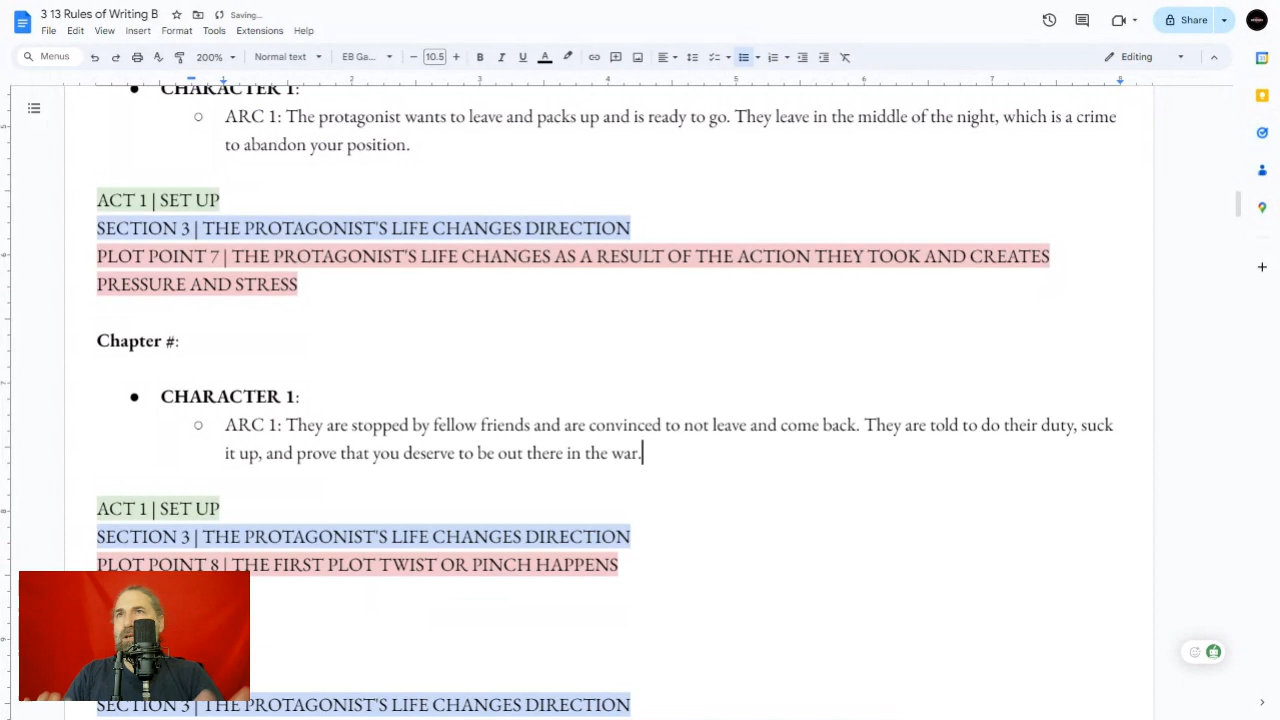 3 13 Rules of Writing B
Saving...
File Edit View Insert Format Tools Extensions Help
Share
Menus
200%
Normal text
EB Ga...
10.5
Editing
1 2 3 4 5 6 7 8
CHARACTER 1:
ARC 1: The protagonist wants to leave and packs up and is ready to go. They leave in the middle of the night, which is a crime
to abandon your position.
ACT 1 | SET UP
SECTION 3 | THE PROTAGONIST'S LIFE CHANGES DIRECTION
PLOT POINT 7 | THE PROTAGONIST'S LIFE CHANGES AS A RESULT OF THE ACTION THEY TOOK AND CREATES
PRESSURE AND STRESS
Chapter #:
CHARACTER 1:
ARC 1: They are stopped by fellow friends and are convinced to not leave and come back. They are told to do their duty, suck
it up, and prove that you deserve to be out there in the war.
ACT 1 | SET UP
SECTION 3 | THE PROTAGONIST'S LIFE CHANGES DIRECTION
PLOT POINT 8 | THE FIRST PLOT TWIST OR PINCH HAPPENS
SECTION 3 | THE PROTAGONIST'S LIFE CHANGES DIRECTION